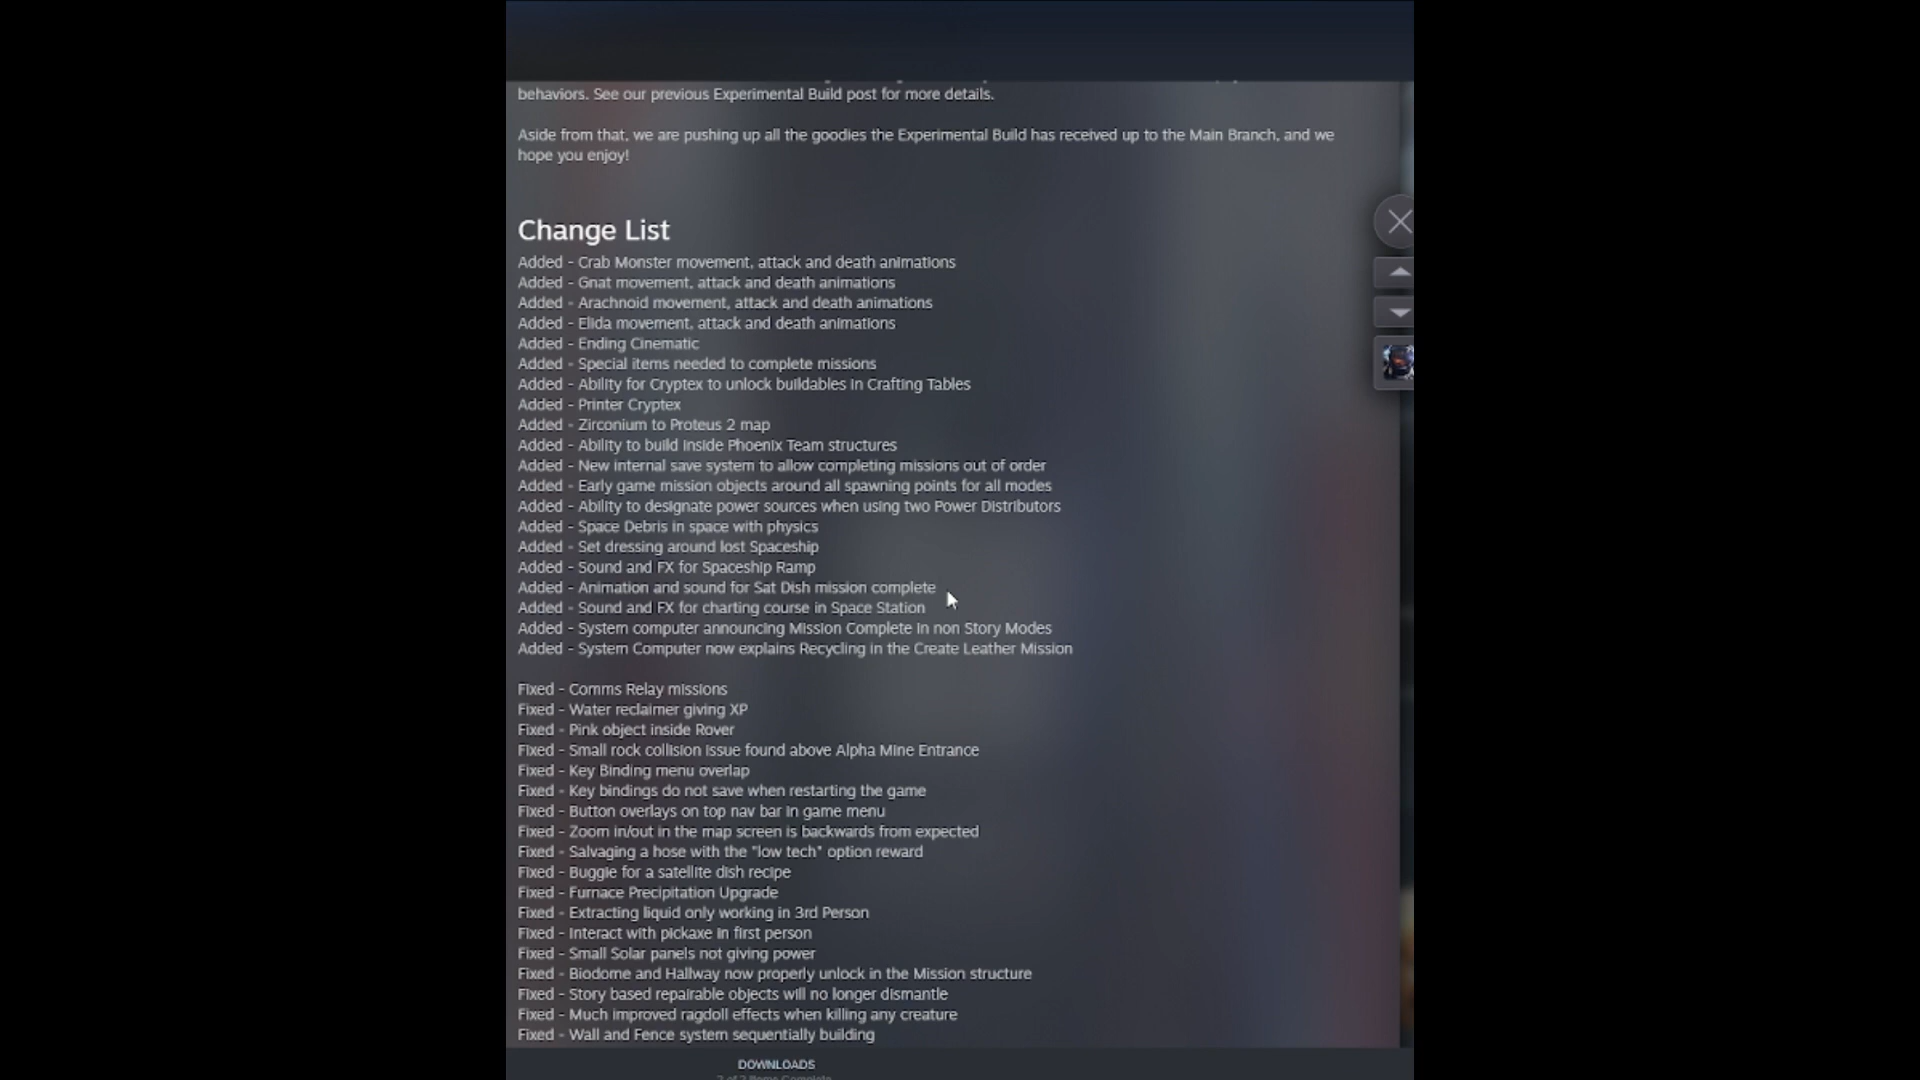 behaviors. See our previous Experimental Build post for more details.
Aside from that, we are pushing up all the goodies the Experimental Build has received up to the Main Branch, and we
hope you enjoy!
Change List
Added - Crab Monster movement, attack and death animations
Added - Gnat movement, attack and death animations
Added - Arachnoid movement, attack and death animations
Added - Elida movement, attack and death animations
Added - Ending Cinematic
Added - Special items needed to complete missions
Added - Ability for Cryptex to unlock buildables in Crafting Tables
Added - Printer Cryptex
Added - Zirconium to Proteus 2 map
Added - Ability to build inside Phoenix Team structures
Added - New internal save system to allow completing missions out of order
Added - Early game mission objects around all spawning points for all modes
Added - Ability to designate power sources when using two Power Distributors
Added - Space Debris in space with physics
Added - Set dressing around lost Spaceship
Added - Sound and FX for Spaceship Ramp
Added - Animation and sound for Sat Dish mission complete
Added - Sound and FX for charting course in Space Station
Added - System computer announcing Mission Complete in non Story Modes
Added - System Computer now explains Recycling in the Create Leather Mission
Fixed - Comms Relay missions
Fixed - Water reclaimer giving XP
Fixed - Pink object inside Rover
Fixed - Small rock collision issue found above Alpha Mine Entrance
Fixed - Key Binding menu overlap
Fixed - Key bindings do not save when restarting the game
Fixed - Button overlays on top nav bar in game menu
Fixed - Zoom in/out in the map screen is backwards from expected
Fixed - Salvaging a hose with the "low tech" option reward
Fixed - Buggie for a satellite dish recipe
Fixed - Furnace Precipitation Upgrade
Fixed - Extracting liquid only working in 3rd Person
Fixed - Interact with pickaxe in first person
Fixed - Small Solar panels not giving power
Fixed - Biodome and Hallway now properly unlock in the Mission structure
Fixed - Story based repairable objects will no longer dismantle
Fixed - Much improved ragdoll effects when killing any creature
Fixed - Wall and Fence system sequentially building
DOWNLOADS